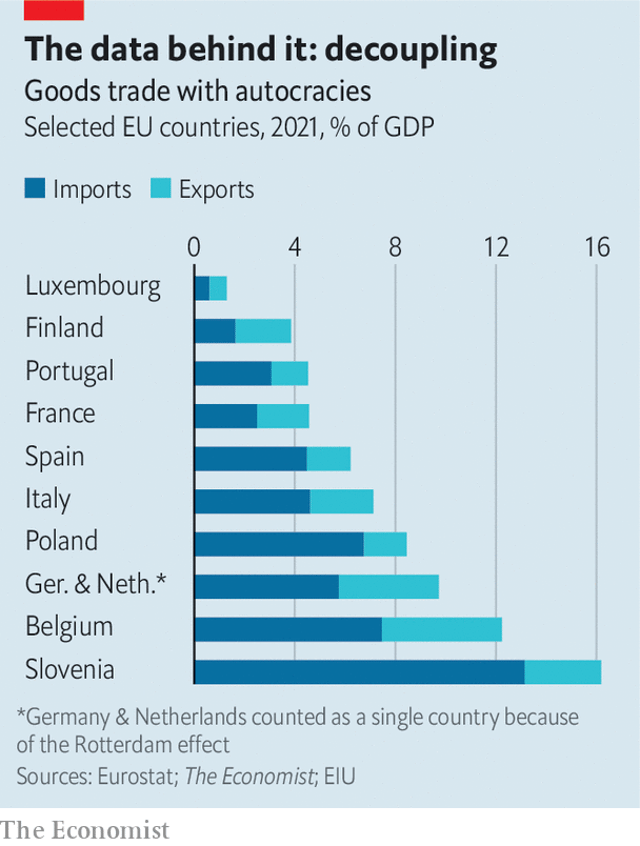 The data behind it: decoupling
Goods trade with autocracies
Selected EU countries, 2021, % of GDP
Imports Exports
0 4 8 12 16
Luxembourg
Finland
Portugal
France
Spain
Italy
Poland
Ger. & Neth.*
Belgium
Slovenia
*Germany & Netherlands counted as a single country because
of the Rotterdam effect
Sources: Eurostat; The Economist; EIU
The Economist